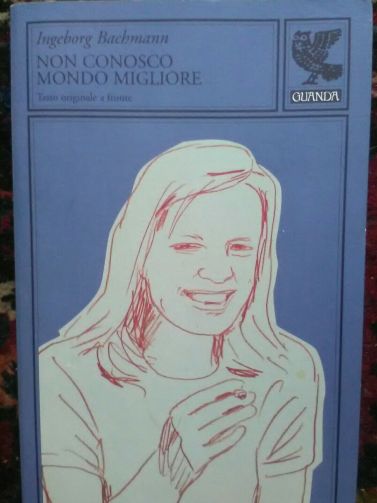 Ingeborg Bachmann
NON CONOSCO
MONDO MIGLIORE
Testo originale a fronte
GUANDA